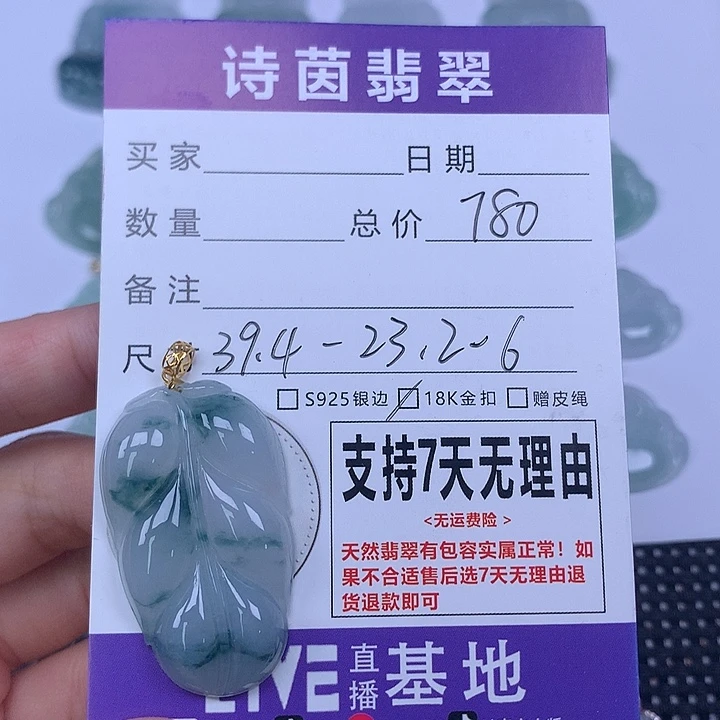 诗茵翡翠
买家 日期
数量 总价 780
备注
尺 39.4-23.2-6
S925银边 18K金扣 赠皮绳
支持7天无理由
<无运费险>
天然翡翠有包容实属正常！如
果不合适售后选7天无理由退
货退款即可
LIVE直播基地